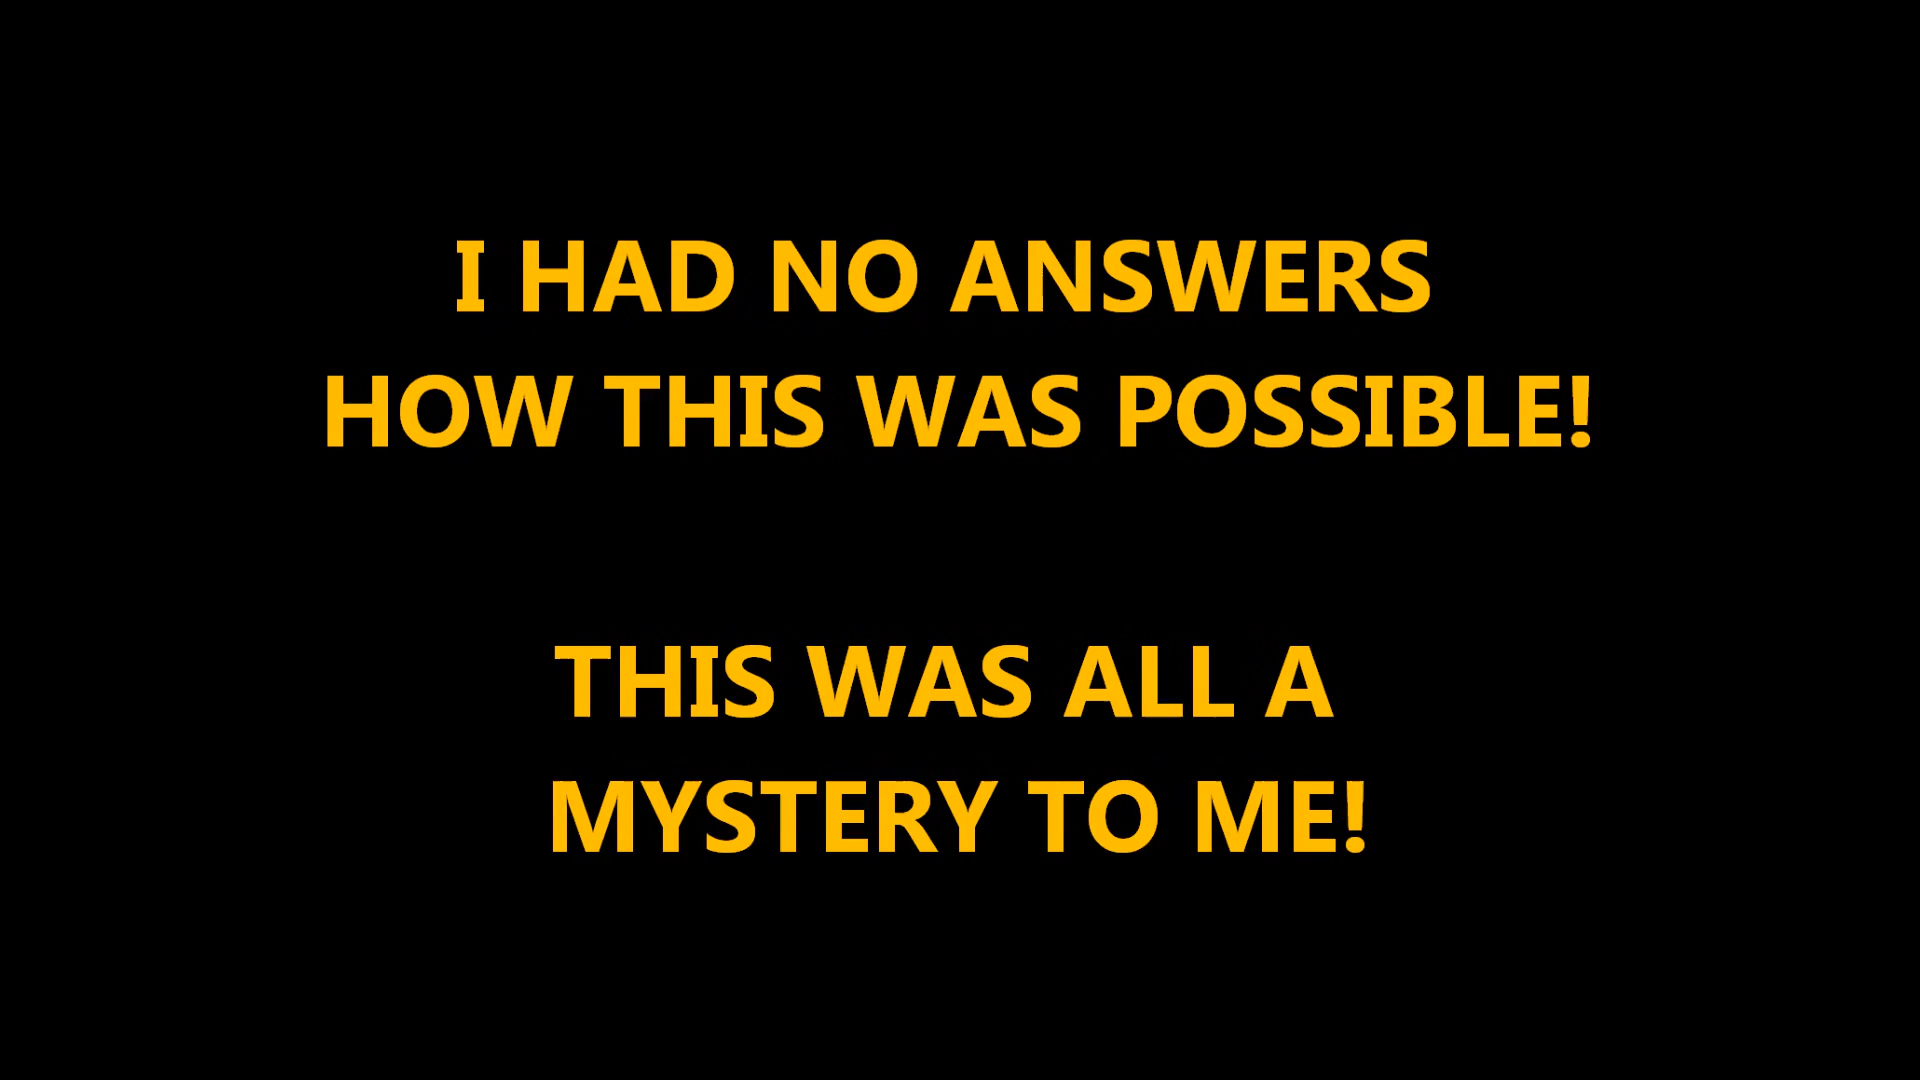 I HAD NO ANSWERS
HOW THIS WAS POSSIBLE!
THIS WAS ALL A
MYSTERY TO ME!